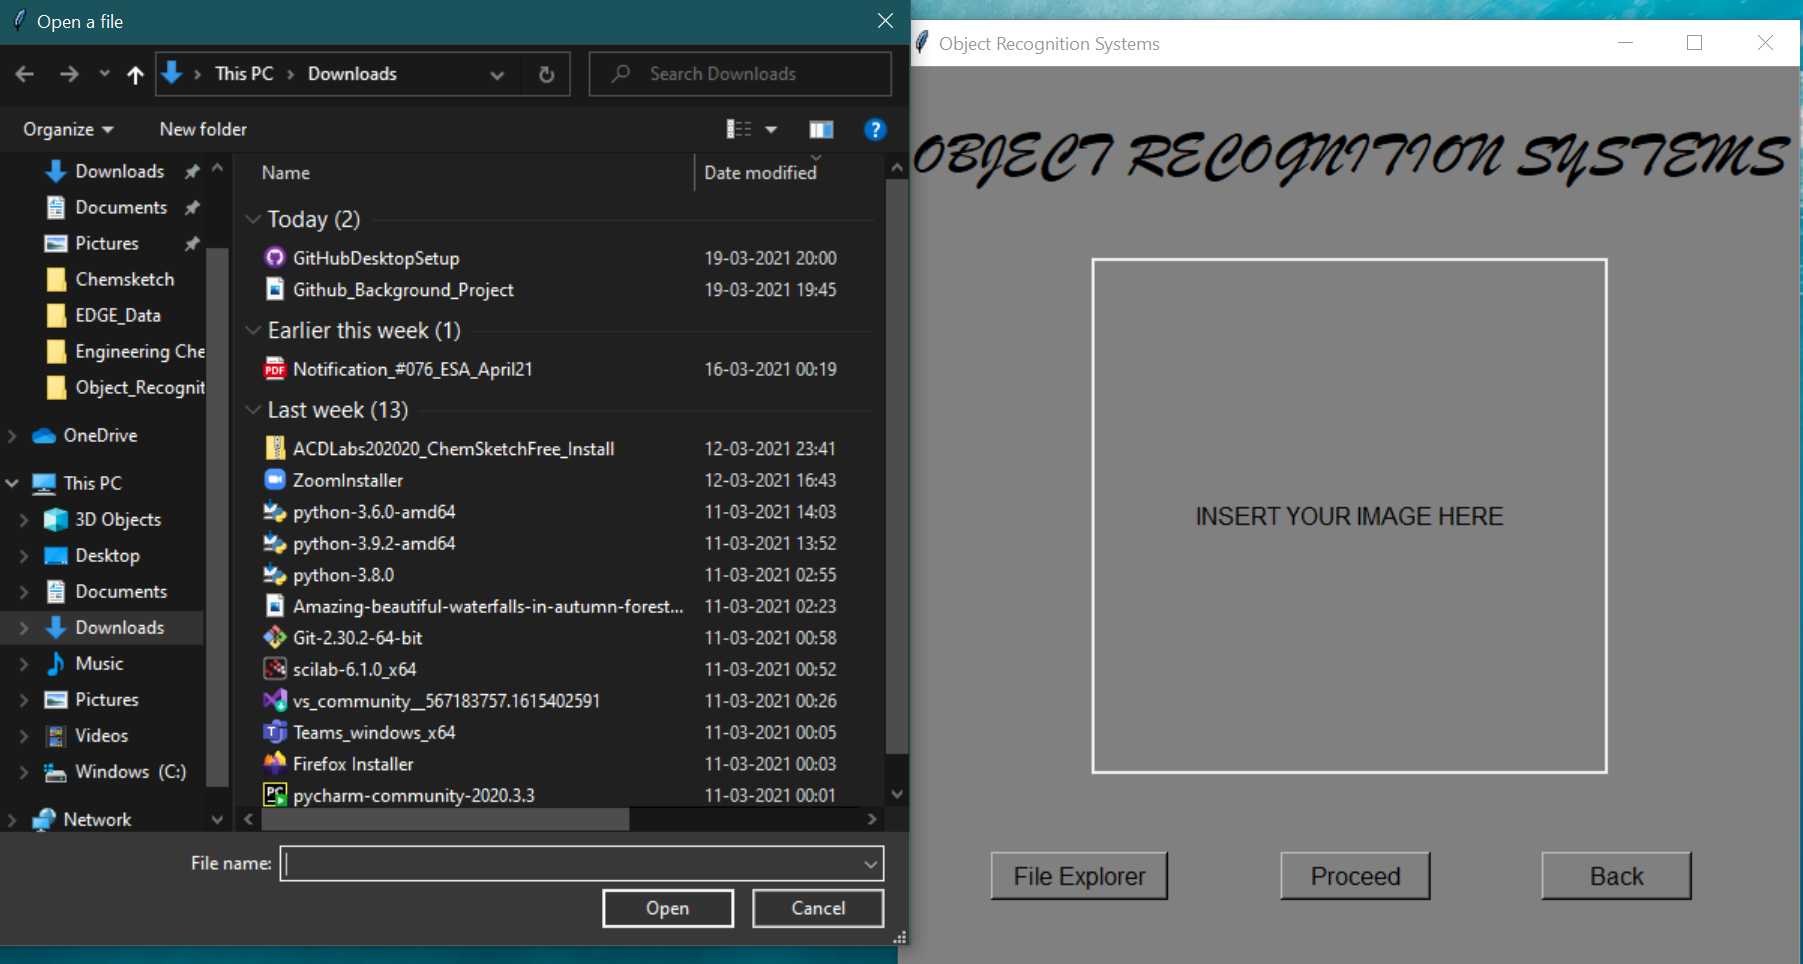 Open a file
This PC > Downloads
Search Downloads
Organize
New folder
Downloads
Documents
Pictures
Chemsketch
EDGE_Data
Engineering Che
Object_Recognit
OneDrive
This PC
3D Objects
Desktop
Documents
Downloads
Music
Pictures
Videos
Windows (C:)
Network
Name Date modified
Today (2)
GitHubDesktopSetup 19-03-2021 20:00
Github_Background_Project 19-03-2021 19:45
Earlier this week (1)
PDF Notification_#076_ESA_April21 16-03-2021 00:19
Last week (13)
ACDLabs202020_ChemSketchFree_Install 12-03-2021 23:41
ZoomInstaller 12-03-2021 16:43
python-3.6.0-amd64 11-03-2021 14:03
python-3.9.2-amd64 11-03-2021 13:52
python-3.8.0 11-03-2021 02:55
Amazing-beautiful-waterfalls-in-autumn-forest... 11-03-2021 02:23
Git-2.30.2-64-bit 11-03-2021 00:58
scilab-6.1.0_x64 11-03-2021 00:52
vs_community__567183757.1615402591 11-03-2021 00:26
Teams_windows_x64 11-03-2021 00:05
Firefox Installer 11-03-2021 00:03
PC pycharm-community-2020.3.3 11-03-2021 00:01
File name:
Open Cancel
Object Recognition Systems
OBJECT RECOGNITION SYSTEMS
INSERT YOUR IMAGE HERE
File Explorer Proceed Back